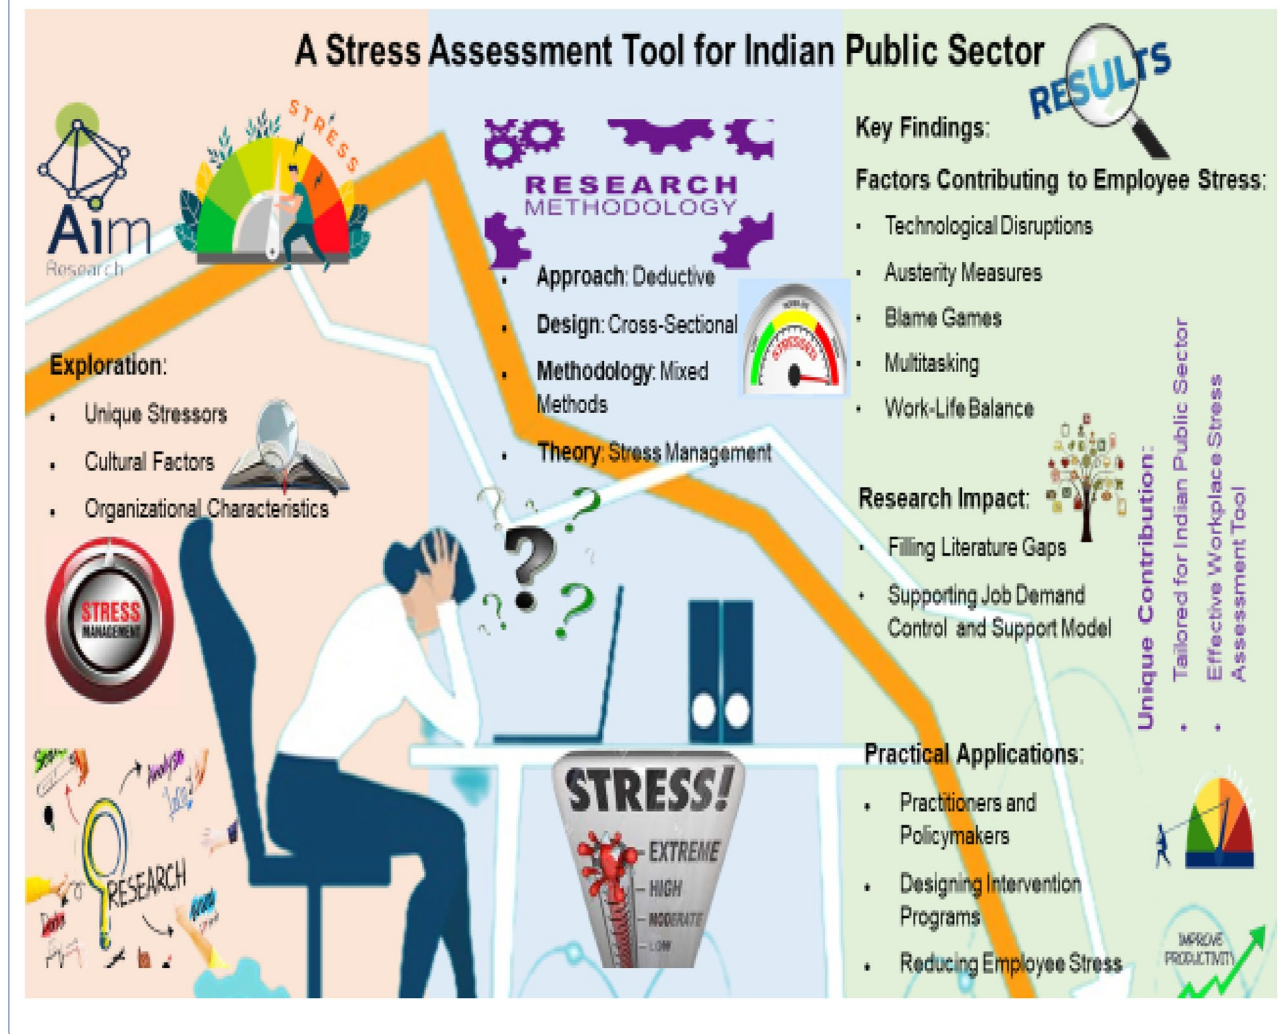 A Stress Assessment Tool for Indian Public Sector
RESULTS
Aim
Research
STRESS
Exploration:
• Unique Stressors
• Cultural Factors
• Organizational Characteristics
STRESS
MANAGEMENT
Analysis
RESEARCH
RESEARCH
METHODOLOGY
• Approach: Deductive
• Design: Cross-Sectional
• Methodology: Mixed
Methods
• Theory: Stress Management
STRESS!
EXTREME
HIGH
MODERATE
LOW
Key Findings:
Factors Contributing to Employee Stress:
• Technological Disruptions
• Austerity Measures
• Blame Games
• Multitasking
• Work-Life Balance
Research Impact:
• Filling Literature Gaps
• Supporting Job Demand
Control and Support Model
Unique Contribution:
• Tailored for Indian Public Sector
• Effective Workplace Stress
Assessment Tool
Practical Applications:
• Practitioners and
Policymakers
• Designing Intervention
Programs
• Reducing Employee Stress
IMPROVE
PRODUCTIVITY